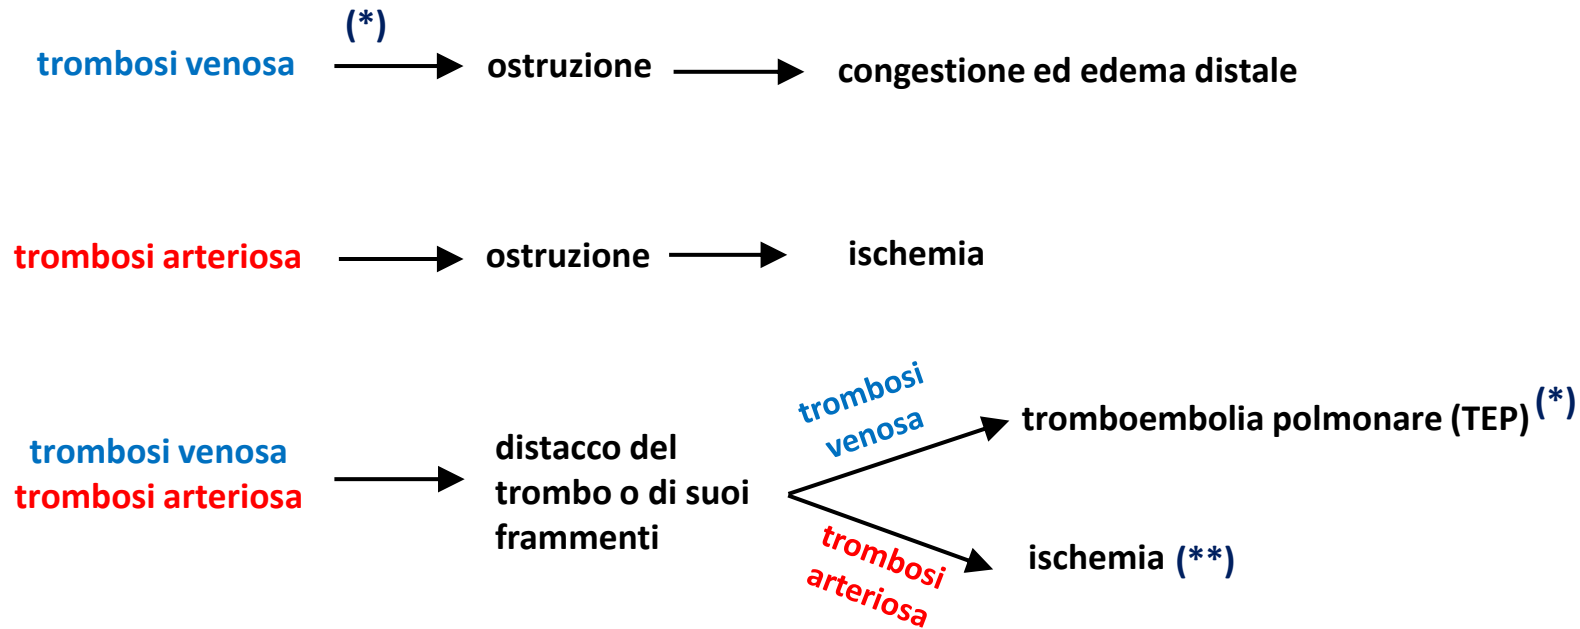 (*)
trombosi venosa ostruzione congestione ed edema distale
trombosi arteriosa ostruzione ischemia
trombosi venosa
trombosi arteriosa
distacco del
trombo o di suoi
frammenti
trombosi
venosa
tromboembolia polmonare (TEP) (*)
trombosi
arteriosa
ischemia (**)